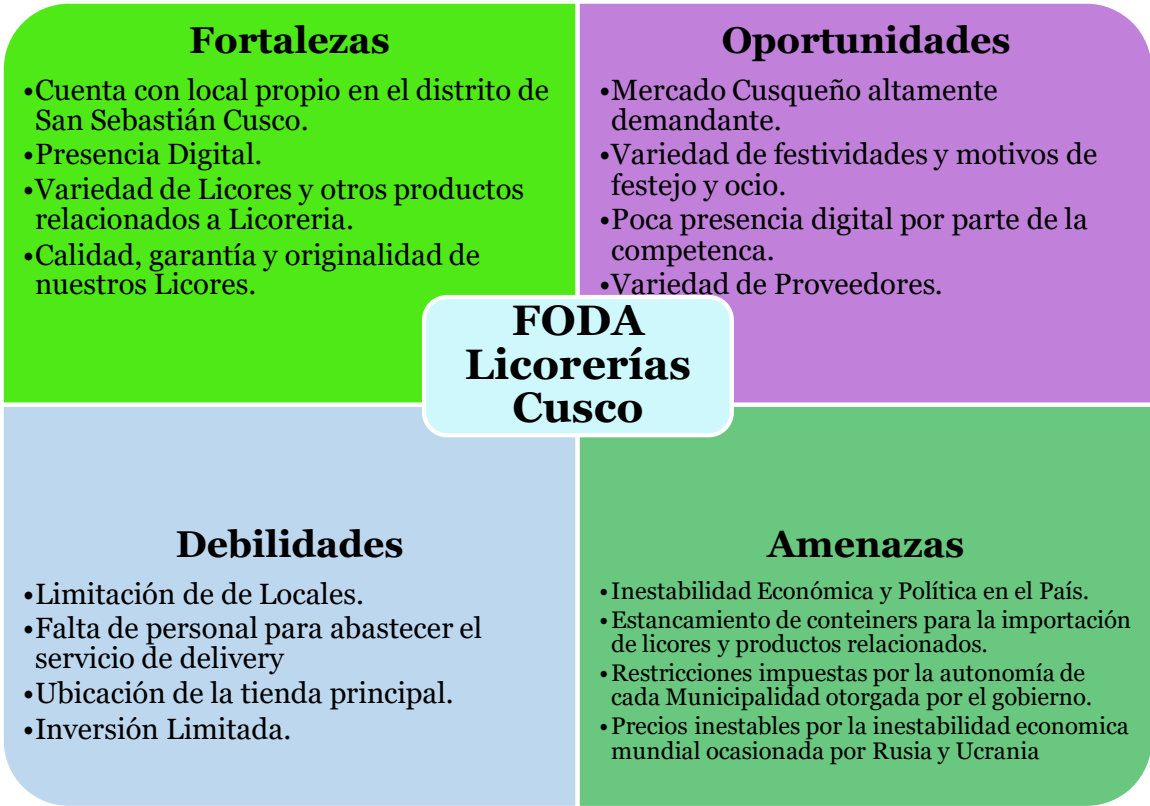 Fortalezas
•Cuenta con local propio en el distrito de
San Sebastián Cusco.
•Presencia Digital.
•Variedad de Licores y otros productos
relacionados a Licoreria.
•Calidad, garantía y originalidad de
nuestros Licores.
Oportunidades
•Mercado Cusqueño altamente
demandante.
•Variedad de festividades y motivos de
festejo y ocio.
•Poca presencia digital por parte de la
competenca.
•Variedad de Proveedores.
FODA
Licorerías
Cusco
Debilidades
•Limitación de de Locales.
•Falta de personal para abastecer el
servicio de delivery
•Ubicación de la tienda principal.
•Inversión Limitada.
Amenazas
•Inestabilidad Económica y Política en el País.
•Estancamiento de conteiners para la importación
de licores y productos relacionados.
•Restricciones impuestas por la autonomía de
cada Municipalidad otorgada por el gobierno.
•Precios inestables por la inestabilidad economica
mundial ocasionada por Rusia y Ucrania